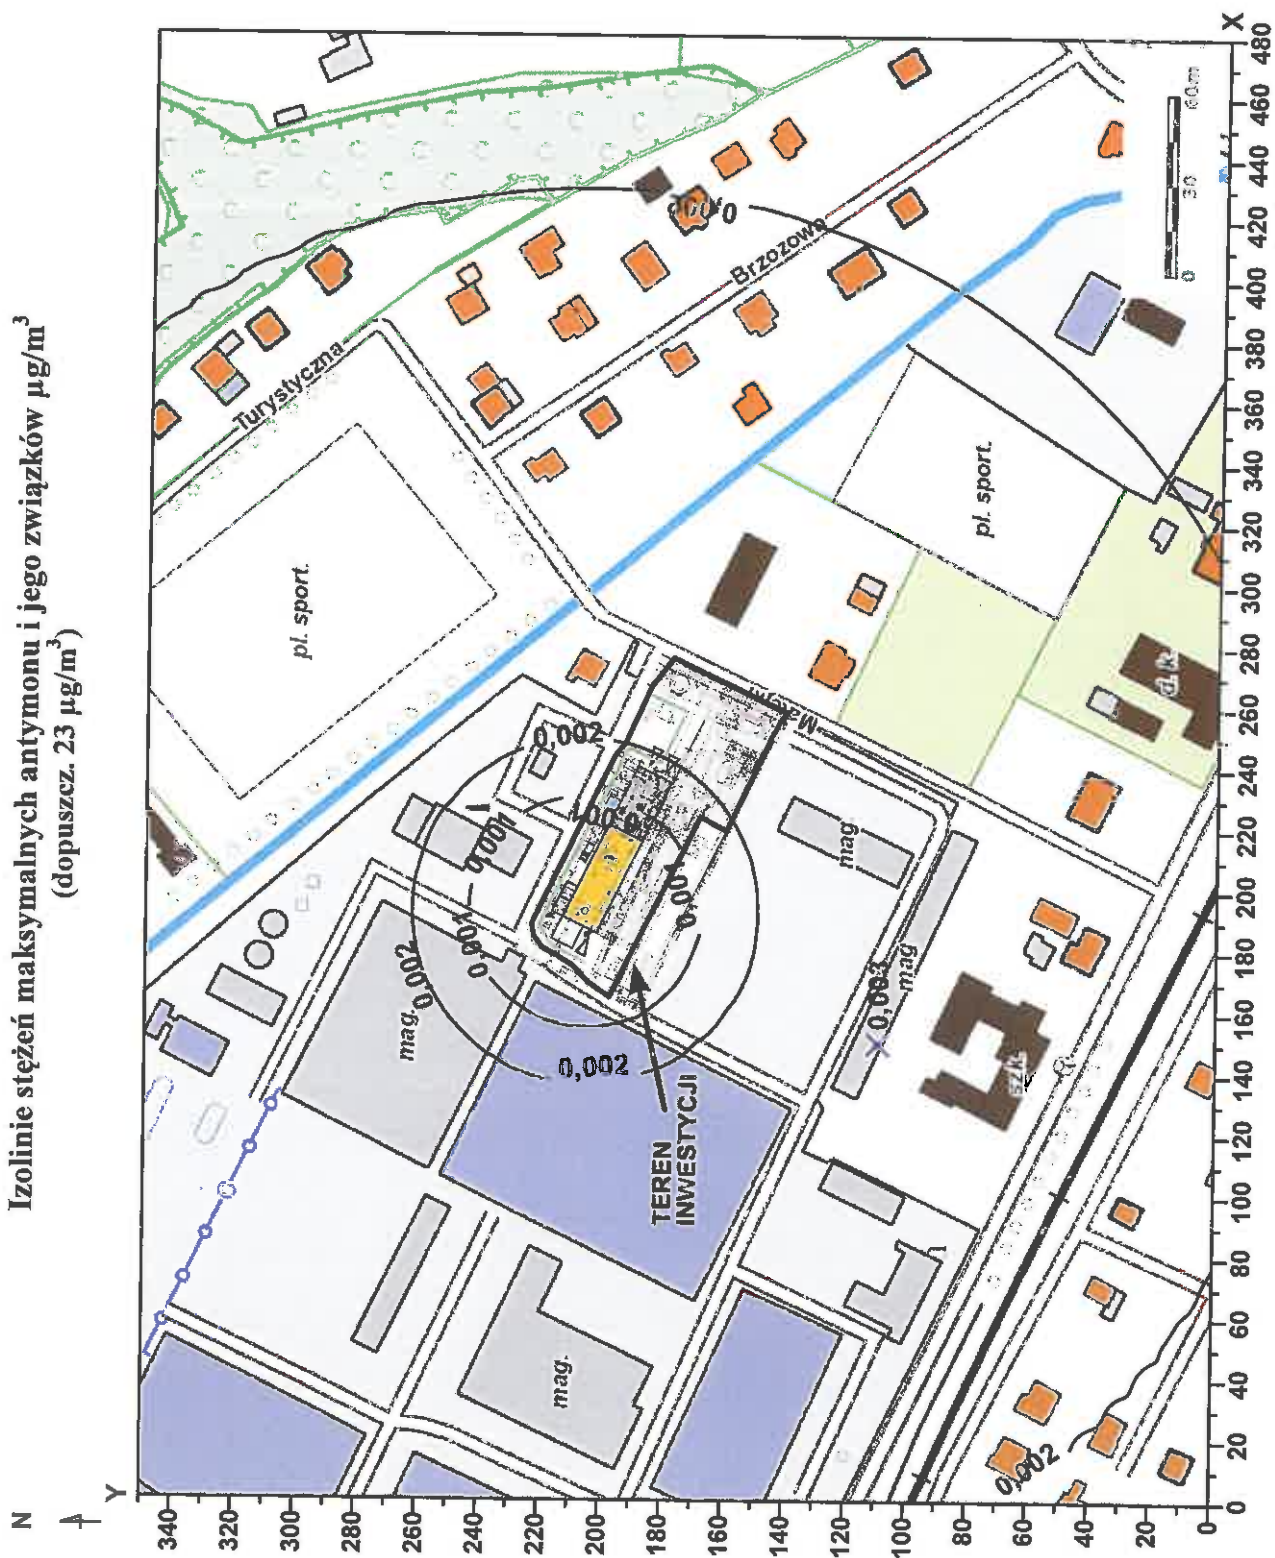 Izolinie stężeń maksymalnych antymonu i jego związków µg/m³
(dopuszcz. 23 µg/m³)
N
Y
340
320
300
280
260
240
220
200
180
160
140
120
100
80
60
40
20
0
0
20
40
60
80
100
120
140
160
180
200
220
240
260
280
300
320
340
360
380
400
420
440
460
480
X
Turystyczna
Brzozowa
pl. sport.
pl. sport.
mag.
mag.
mag
mag
szk.
d.k.
TEREN
INWESTYCJI
0,002
0,002
0,002
0,002
0,001
0,001
0,001
0,003
0
30
60m